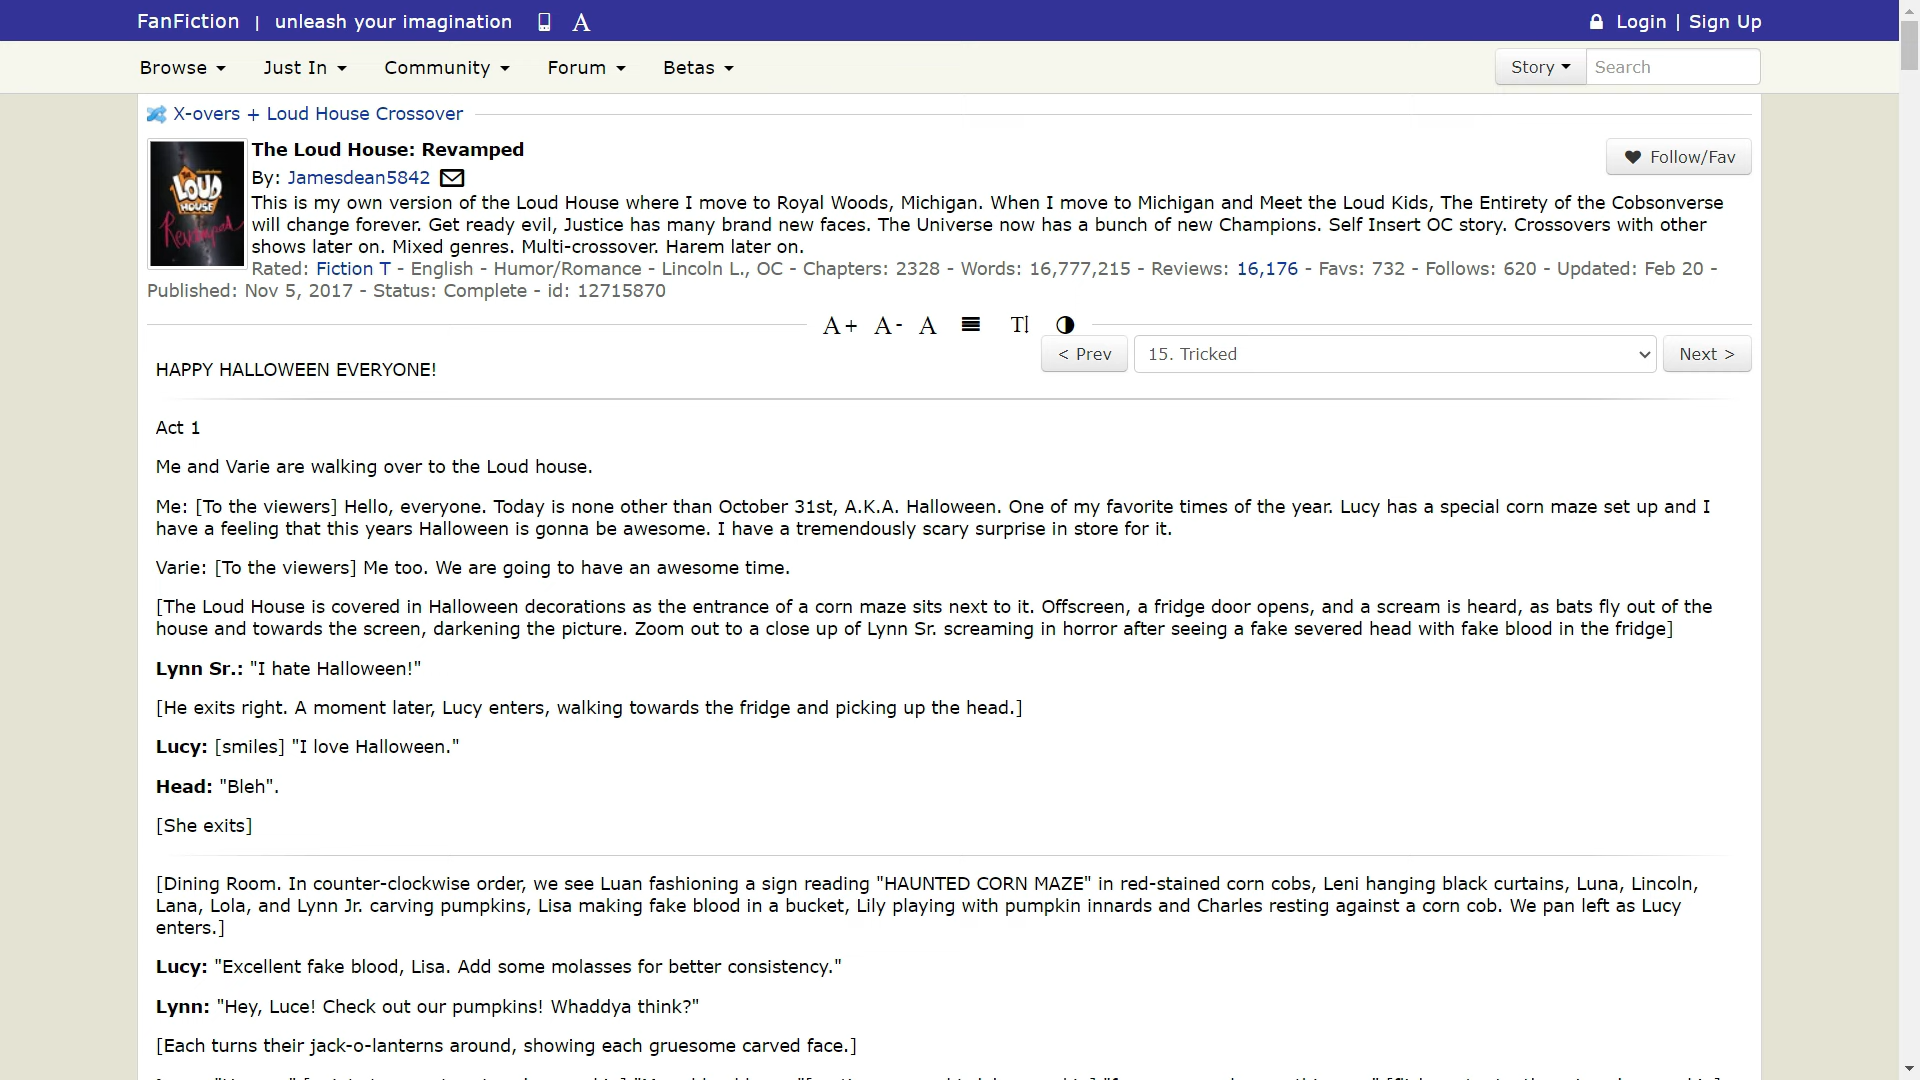 FanFiction | unleash your imagination A Login | Sign Up
Browse Just In Community Forum Betas Story Search
X-overs + Loud House Crossover
The Loud House: Revamped
Follow/Fav
By: Jamesdean5842
This is my own version of the Loud House where I move to Royal Woods, Michigan. When I move to Michigan and Meet the Loud Kids, The Entirety of the Cobsonverse
will change forever. Get ready evil, Justice has many brand new faces. The Universe now has a bunch of new Champions. Self Insert OC story. Crossovers with other
shows later on. Mixed genres. Multi-crossover. Harem later on.
Rated: Fiction T - English - Humor/Romance - Lincoln L., OC - Chapters: 2328 - Words: 16,777,215 - Reviews: 16,176 - Favs: 732 - Follows: 620 - Updated: Feb 20 -
Published: Nov 5, 2017 - Status: Complete - id: 12715870
THE LOUD HOUSE
Revamped
A+ A- A T
< Prev 15. Tricked Next >
HAPPY HALLOWEEN EVERYONE!
Act 1
Me and Varie are walking over to the Loud house.
Me: [To the viewers] Hello, everyone. Today is none other than October 31st, A.K.A. Halloween. One of my favorite times of the year. Lucy has a special corn maze set up and I
have a feeling that this years Halloween is gonna be awesome. I have a tremendously scary surprise in store for it.
Varie: [To the viewers] Me too. We are going to have an awesome time.
[The Loud House is covered in Halloween decorations as the entrance of a corn maze sits next to it. Offscreen, a fridge door opens, and a scream is heard, as bats fly out of the
house and towards the screen, darkening the picture. Zoom out to a close up of Lynn Sr. screaming in horror after seeing a fake severed head with fake blood in the fridge]
Lynn Sr.: "I hate Halloween!"
[He exits right. A moment later, Lucy enters, walking towards the fridge and picking up the head.]
Lucy: [smiles] "I love Halloween."
Head: "Bleh".
[She exits]
[Dining Room. In counter-clockwise order, we see Luan fashioning a sign reading "HAUNTED CORN MAZE" in red-stained corn cobs, Leni hanging black curtains, Luna, Lincoln,
Lana, Lola, and Lynn Jr. carving pumpkins, Lisa making fake blood in a bucket, Lily playing with pumpkin innards and Charles resting against a corn cob. We pan left as Lucy
enters.]
Lucy: "Excellent fake blood, Lisa. Add some molasses for better consistency."
Lynn: "Hey, Luce! Check out our pumpkins! Whaddya think?"
[Each turns their jack-o-lanterns around, showing each gruesome carved face.]